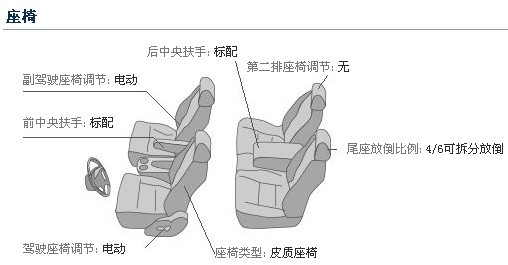 座椅
后中央扶手: 标配
第二排座椅调节: 无
副驾驶座椅调节: 电动
前中央扶手: 标配
尾座放倒比例: 4/6可拆分放倒
驾驶座椅调节: 电动
座椅类型: 皮质座椅